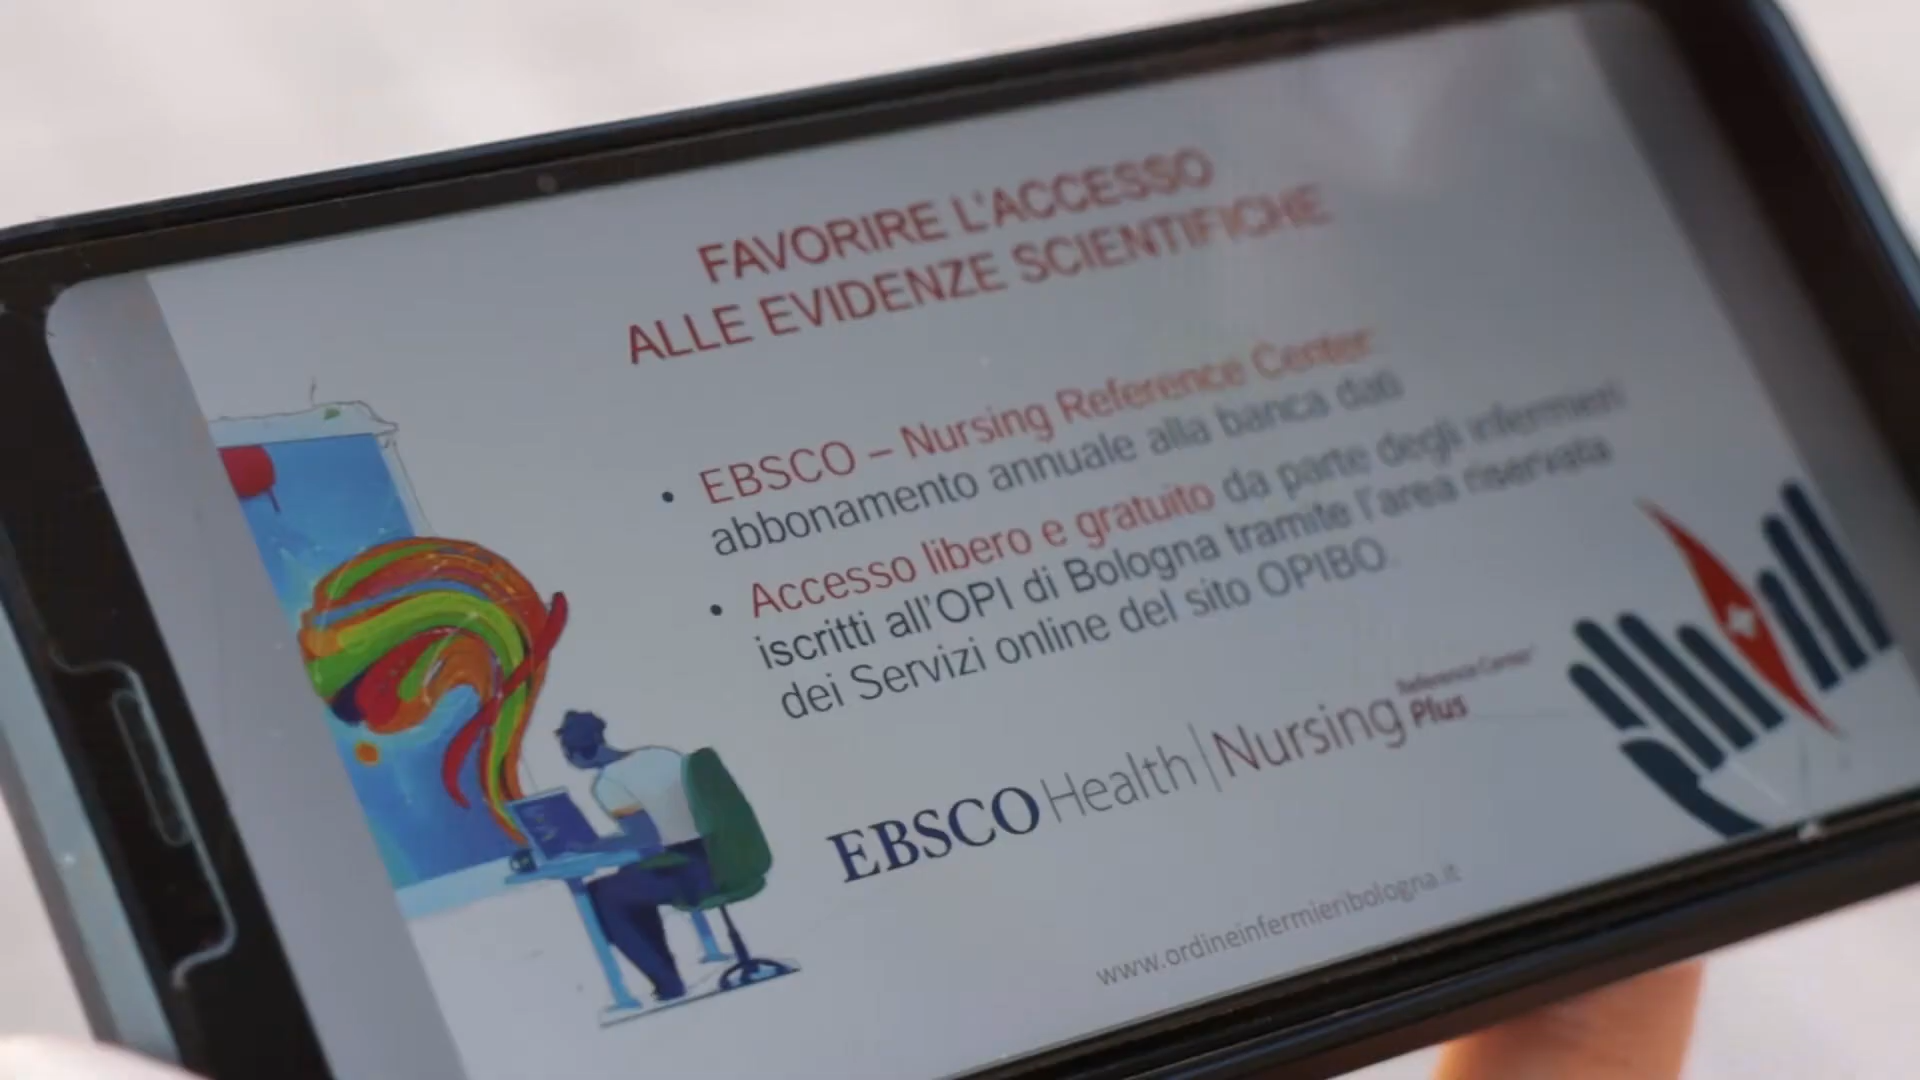 FAVORIRE L'ACCESSO
ALLE EVIDENZE SCIENTIFICHE
• EBSCO – Nursing Reference Center:
abbonamento annuale alla banca dati
• Accesso libero e gratuito da parte degli infermieri
iscritti all'OPI di Bologna tramite l'area riservata
dei Servizi online del sito OPIBO.
EBSCO Health | Nursing Reference Center Plus
www.ordineinfermieribologna.it